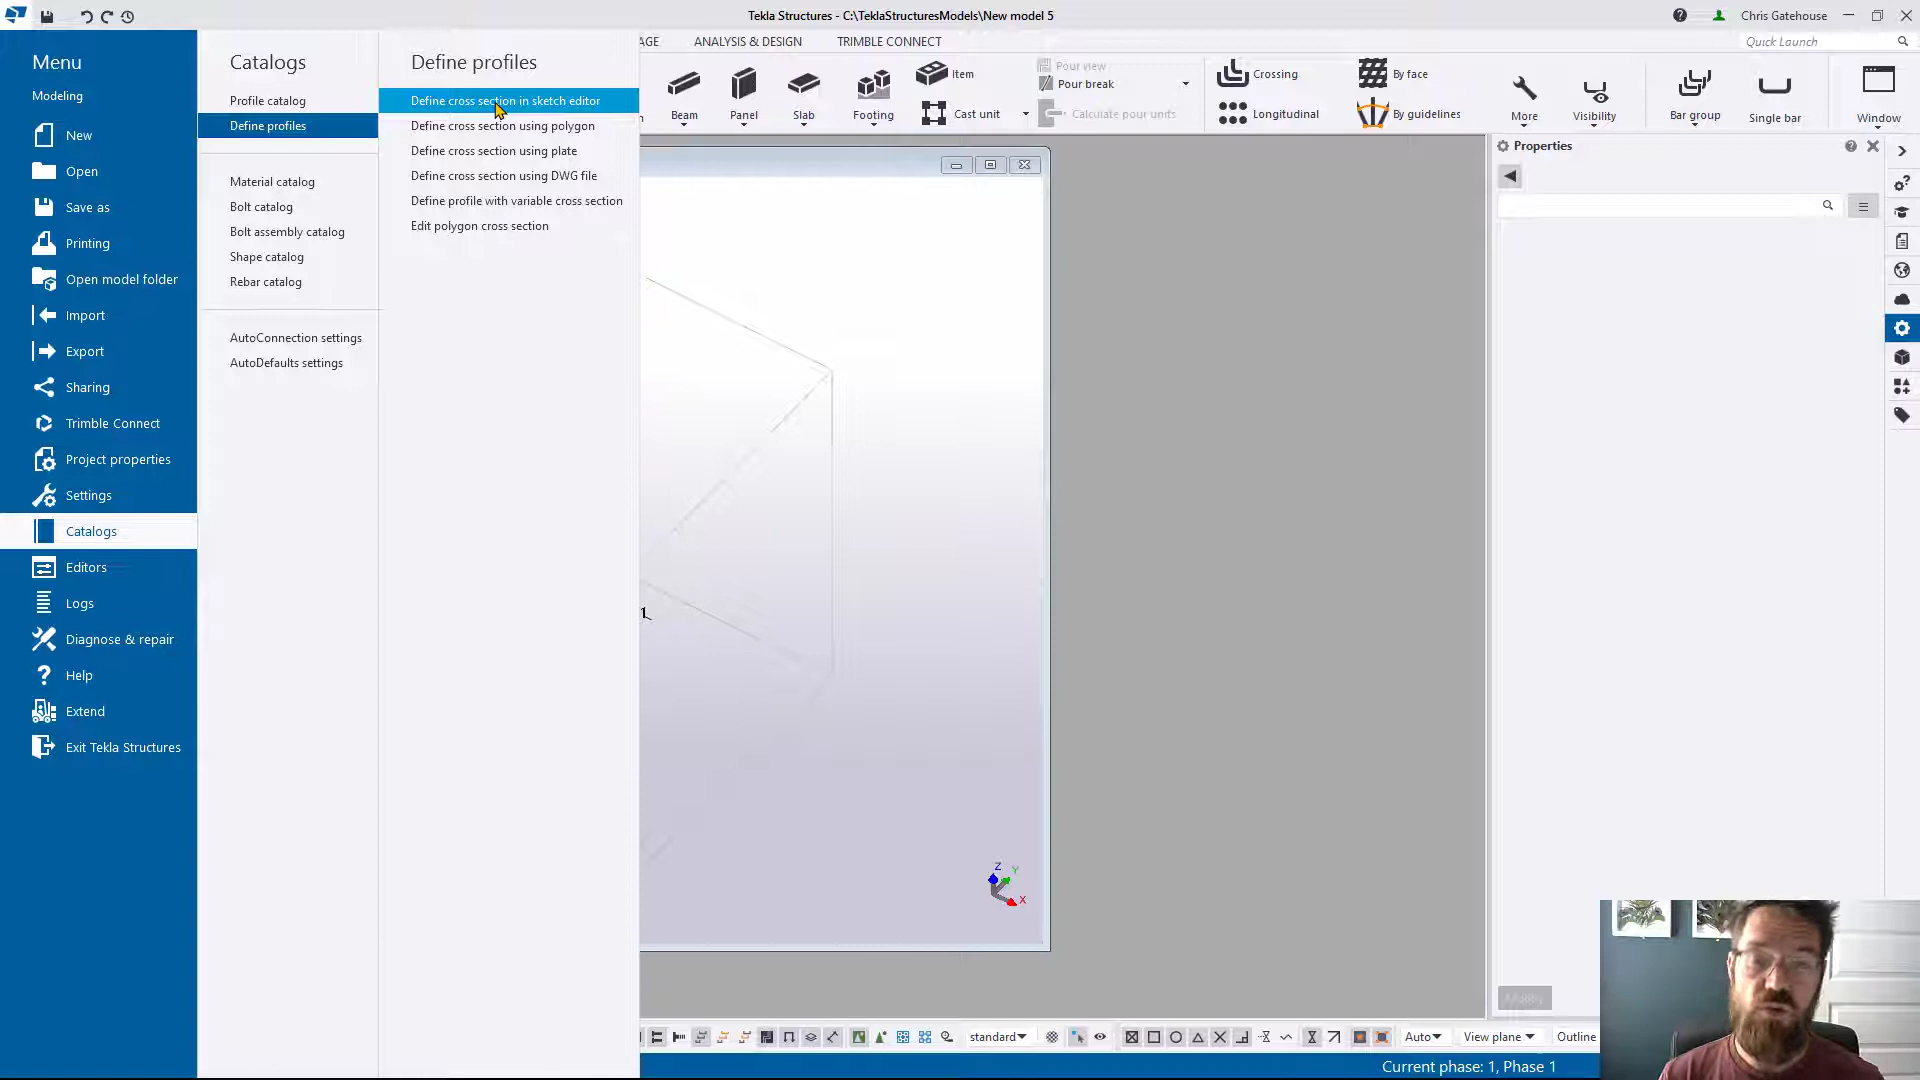 Tekla Structures - C:\TeklaStructuresModels\New model 5
Chris Gatehouse
Menu
Modeling
New
Open
Save as
Printing
Open model folder
Import
Export
Sharing
Trimble Connect
Project properties
Settings
Catalogs
Editors
Logs
Diagnose & repair
Help
Extend
Exit Tekla Structures
Catalogs
Profile catalog
Define profiles
Material catalog
Bolt catalog
Bolt assembly catalog
Shape catalog
Rebar catalog
AutoConnection settings
AutoDefaults settings
Define profiles
Define cross section in sketch editor
Define cross section using polygon
Define cross section using plate
Define cross section using DWG file
Define profile with variable cross section
Edit polygon cross section
AGE
ANALYSIS & DESIGN
TRIMBLE CONNECT
Quick Launch
Beam
Panel
Slab
Footing
Item
Cast unit
Pour view
Pour break
Calculate pour units
Crossing
Longitudinal
By face
By guidelines
More
Visibility
Bar group
Single bar
Window
Properties
1
Z
Y
X
Modify
standard
Auto
View plane
Outline
Current phase: 1, Phase 1